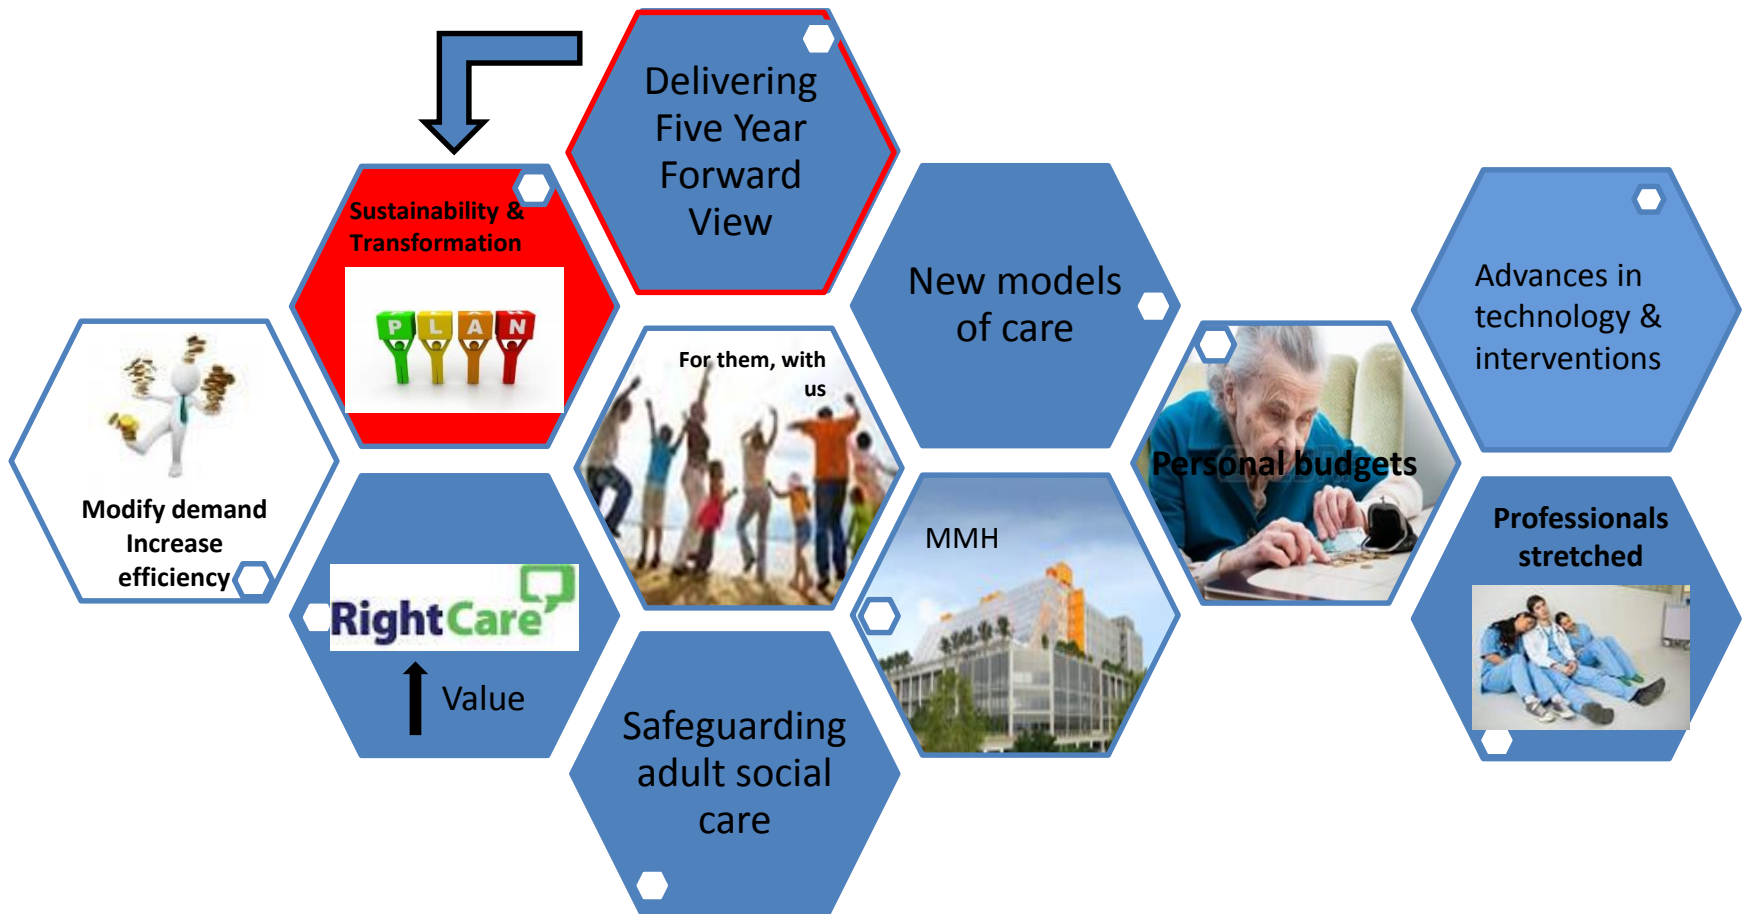 Delivering
Five Year
Forward
View
Sustainability &
Transformation
P L A N
New models
of care
Advances in
technology &
interventions
For them, with
us
Personal budgets
Modify demand
Increase
efficiency
RightCare
Value
MMH
Professionals
stretched
Safeguarding
adult social
care